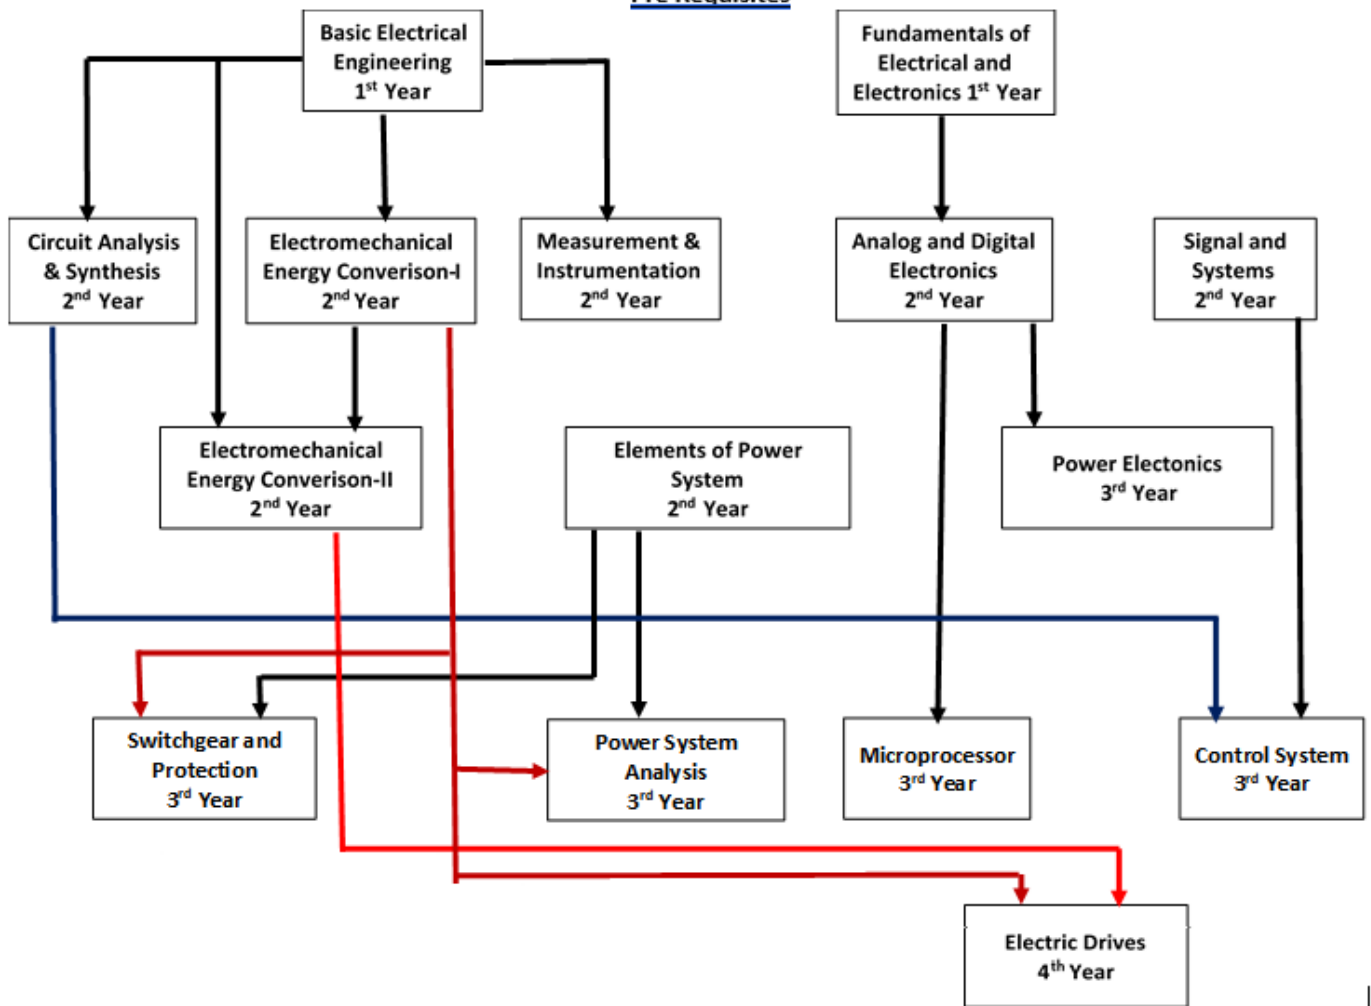 Pre Requisites
Basic Electrical
Engineering
1st Year
Fundamentals of
Electrical and
Electronics 1st Year
Circuit Analysis
& Synthesis
2nd Year
Electromechanical
Energy Converison-I
2nd Year
Measurement &
Instrumentation
2nd Year
Analog and Digital
Electronics
2nd Year
Signal and
Systems
2nd Year
Electromechanical
Energy Converison-II
2nd Year
Elements of Power
System
2nd Year
Power Electonics
3rd Year
Switchgear and
Protection
3rd Year
Power System
Analysis
3rd Year
Microprocessor
3rd Year
Control System
3rd Year
Electric Drives
4th Year